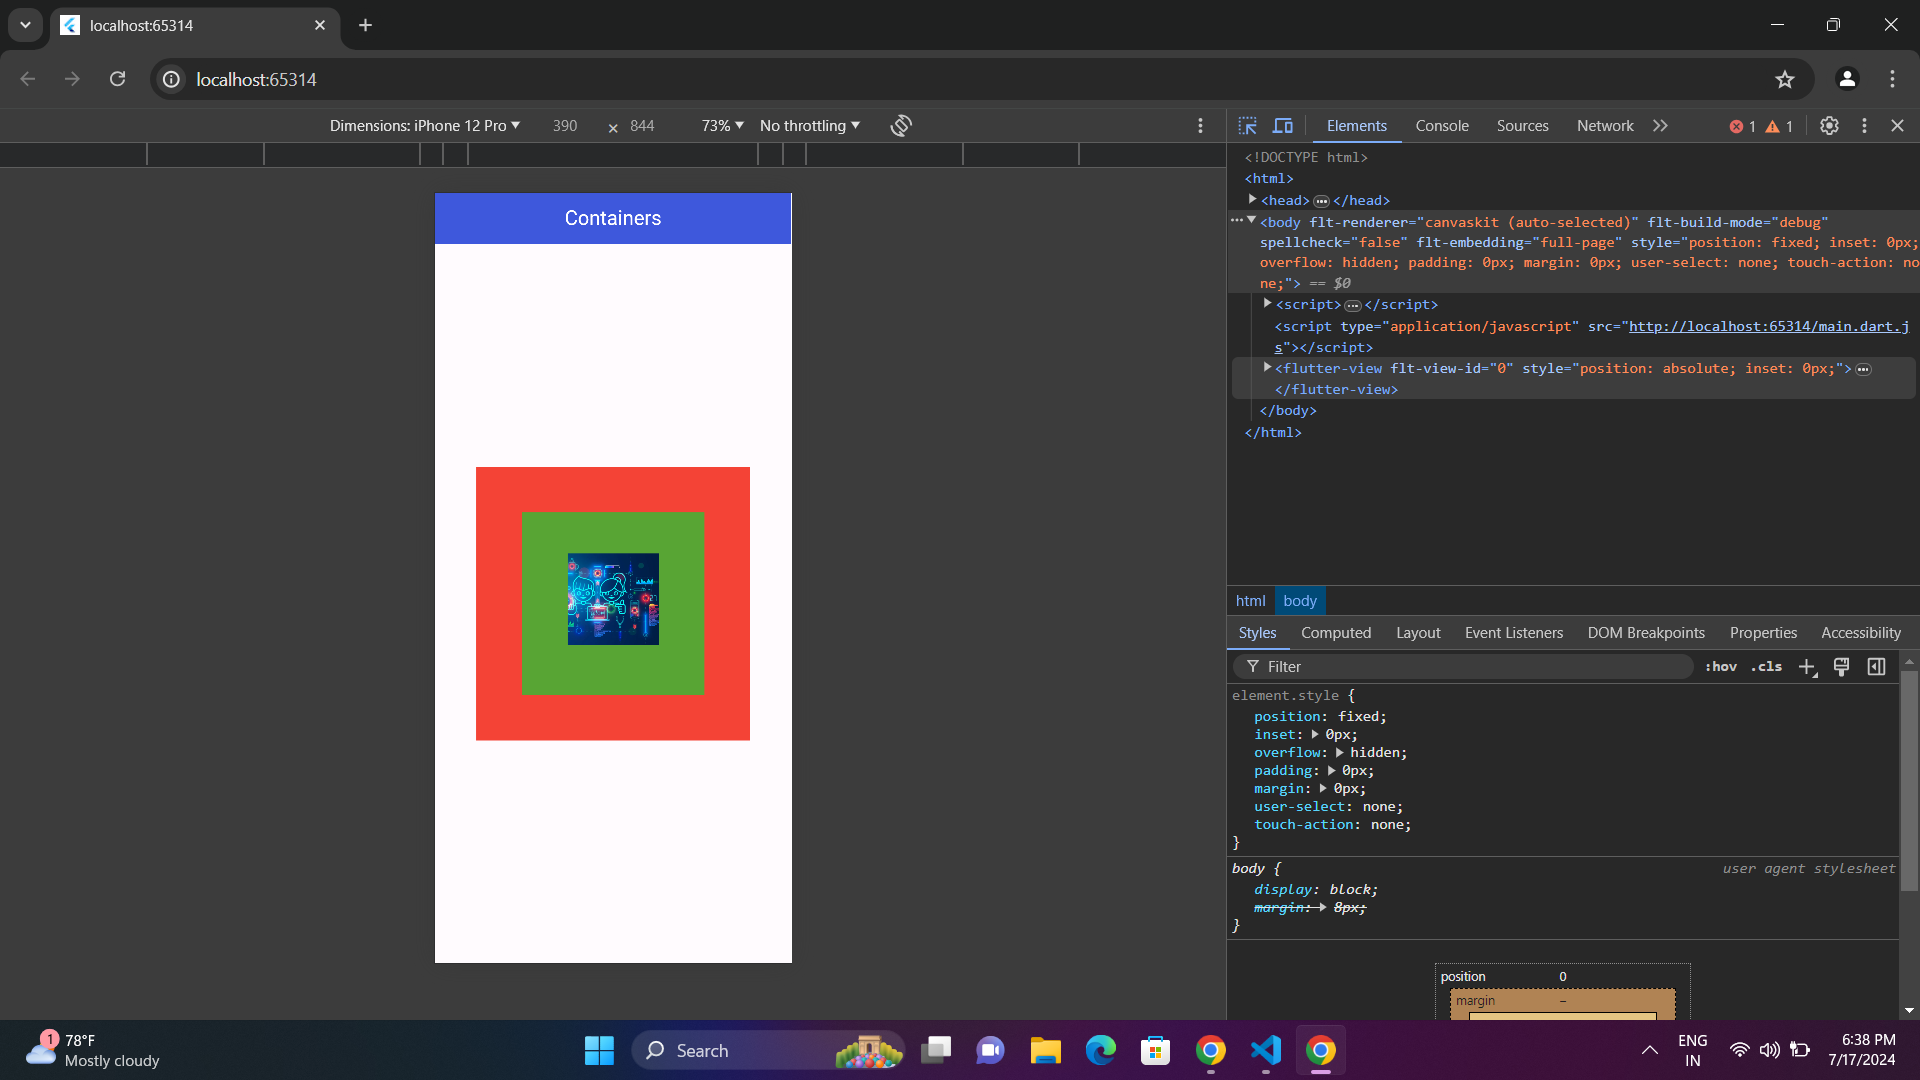 localhost:65314
localhost:65314
Dimensions: iPhone 12 Pro
390 × 844
73%
No throttling
Containers
Elements
Console
Sources
Network
1
1
<!DOCTYPE html>
<html>
<head> ••• </head>
••• <body flt-renderer="canvaskit (auto-selected)" flt-build-mode="debug"
spellcheck="false" flt-embedding="full-page" style="position: fixed; inset: 0px;
overflow: hidden; padding: 0px; margin: 0px; user-select: none; touch-action: no
ne;"> == $0
<script> ••• </script>
<script type="application/javascript" src="http://localhost:65314/main.dart.j
s"></script>
<flutter-view flt-view-id="0" style="position: absolute; inset: 0px;"> •••
</flutter-view>
</body>
</html>
html
body
Styles
Computed
Layout
Event Listeners
DOM Breakpoints
Properties
Accessibility
Filter
:hov
.cls
element.style {
position: fixed;
inset: 0px;
overflow: hidden;
padding: 0px;
margin: 0px;
user-select: none;
touch-action: none;
}
body {
user agent stylesheet
display: block;
margin: 8px;
}
position
0
margin
–
1
78°F
Mostly cloudy
Search
ENG
IN
6:38 PM
7/17/2024